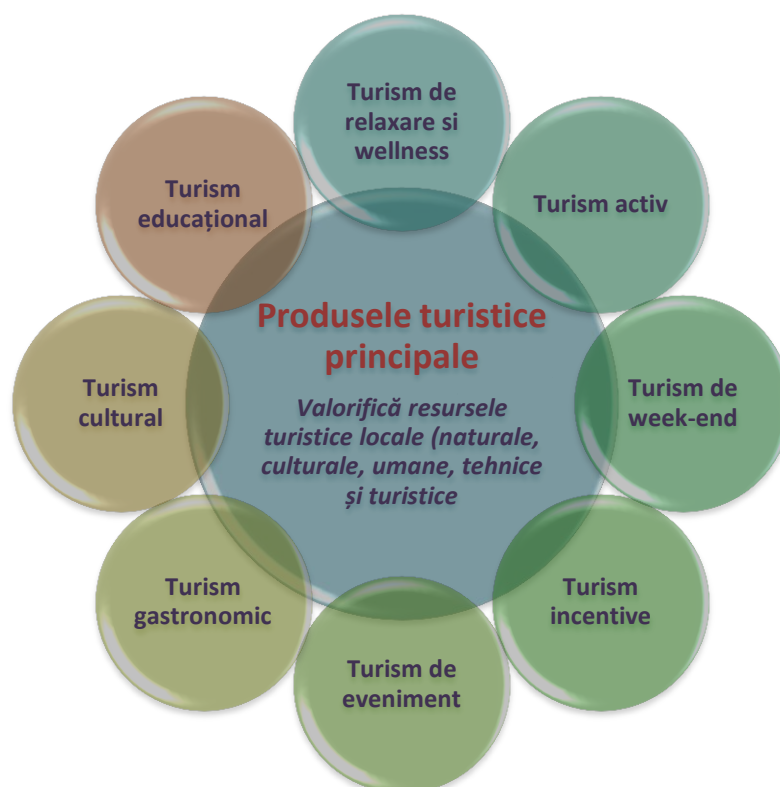 Turism de
relaxare si
wellness
Turism activ
Turism de
week-end
Turism
incentive
Turism de
eveniment
Turism
gastronomic
Turism
cultural
Turism
educațional
Produsele turistice
principale
Valorifică resursele
turistice locale (naturale,
culturale, umane, tehnice
și turistice